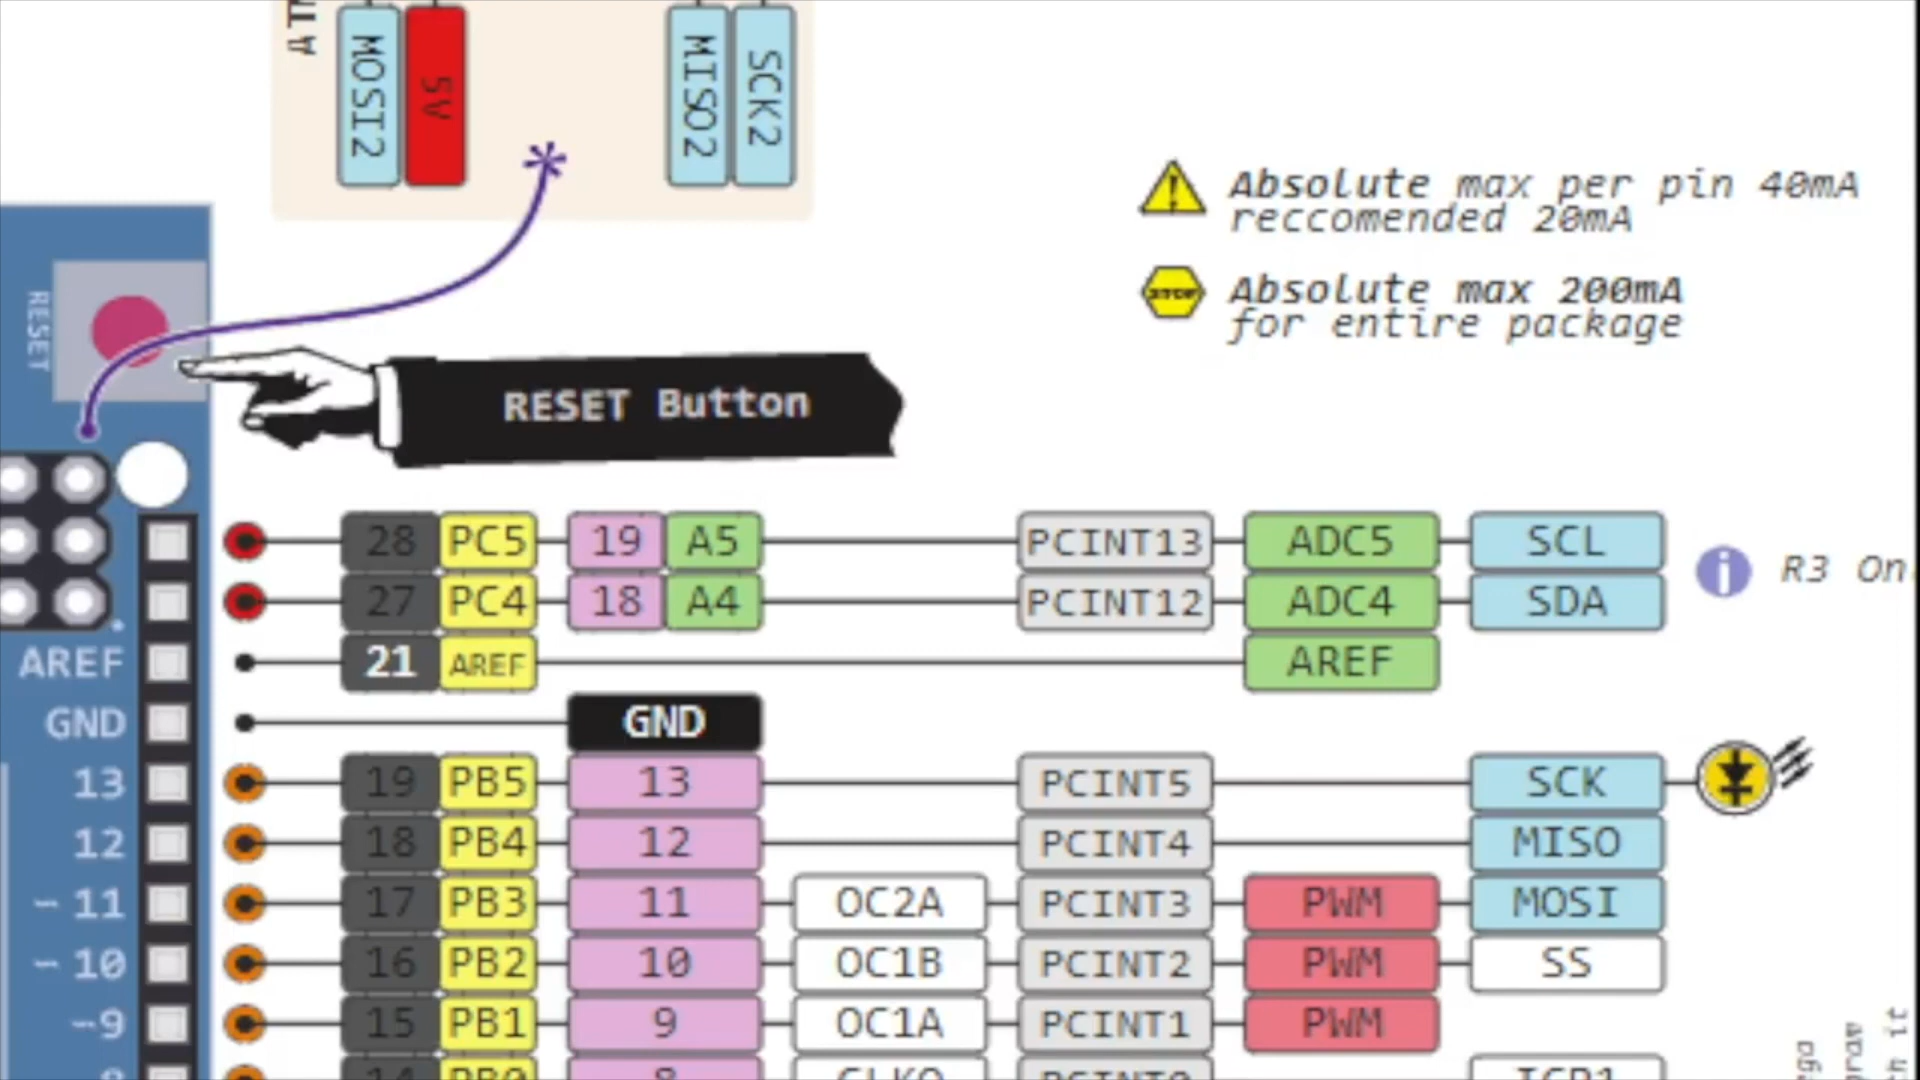 MOSI2
5V
MISO2
SCK2
Absolute max per pin 40mA
reccomended 20mA
STOP
Absolute max 200mA
for entire package
RESET
RESET Button
28 PC5 19 A5 PCINT13 ADC5 SCL
R3 On
27 PC4 18 A4 PCINT12 ADC4 SDA
AREF 21 AREF AREF
GND GND
13 19 PB5 13 PCINT5 SCK
12 18 PB4 12 PCINT4 MISO
~ 11 17 PB3 11 OC2A PCINT3 PWM MOSI
~ 10 16 PB2 10 OC1B PCINT2 PWM SS
~9 15 PB1 9 OC1A PCINT1 PWM